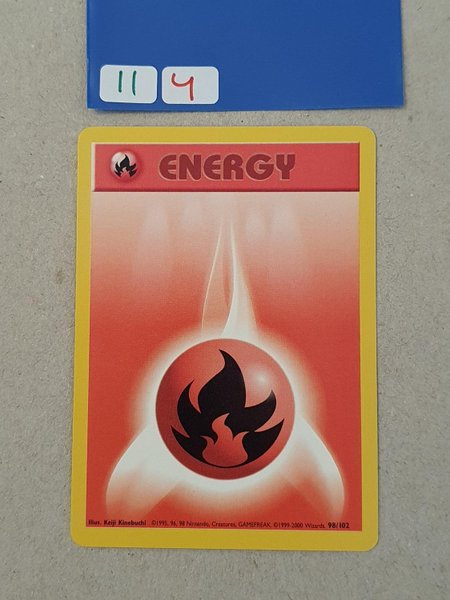 11 4
ENERGY
Illus. Keiji Kinebuchi ©1995, 96, 98 Nintendo, Creatures, GAMEFREAK. ©1999-2000 Wizards. 98/102